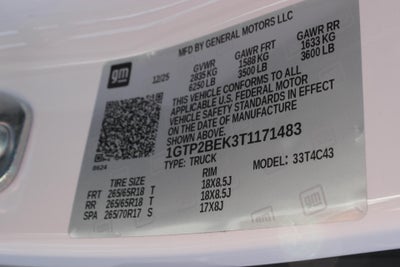 gm
MFD BY GENERAL MOTORS LLC
12/25 GVWR GAWR FRT GAWR RR
2835 KG 1588 KG 1633 KG
6250 LB 3500 LB 3600 LB
THIS VEHICLE CONFORMS TO ALL
APPLICABLE U.S. FEDERAL MOTOR
VEHICLE SAFETY STANDARDS IN EFFECT
ON THE DATE OF MANUFACTURE SHOWN ABOVE.
1GTP2BEK3T1171483
8624 TYPE: TRUCK MODEL: 33T4C43
TIRE SIZE RIM
FRT 265/65R18 T 18X8.5J
RR 265/65R18 T 18X8.5J
SPA 265/70R17 S 17X8J
gm